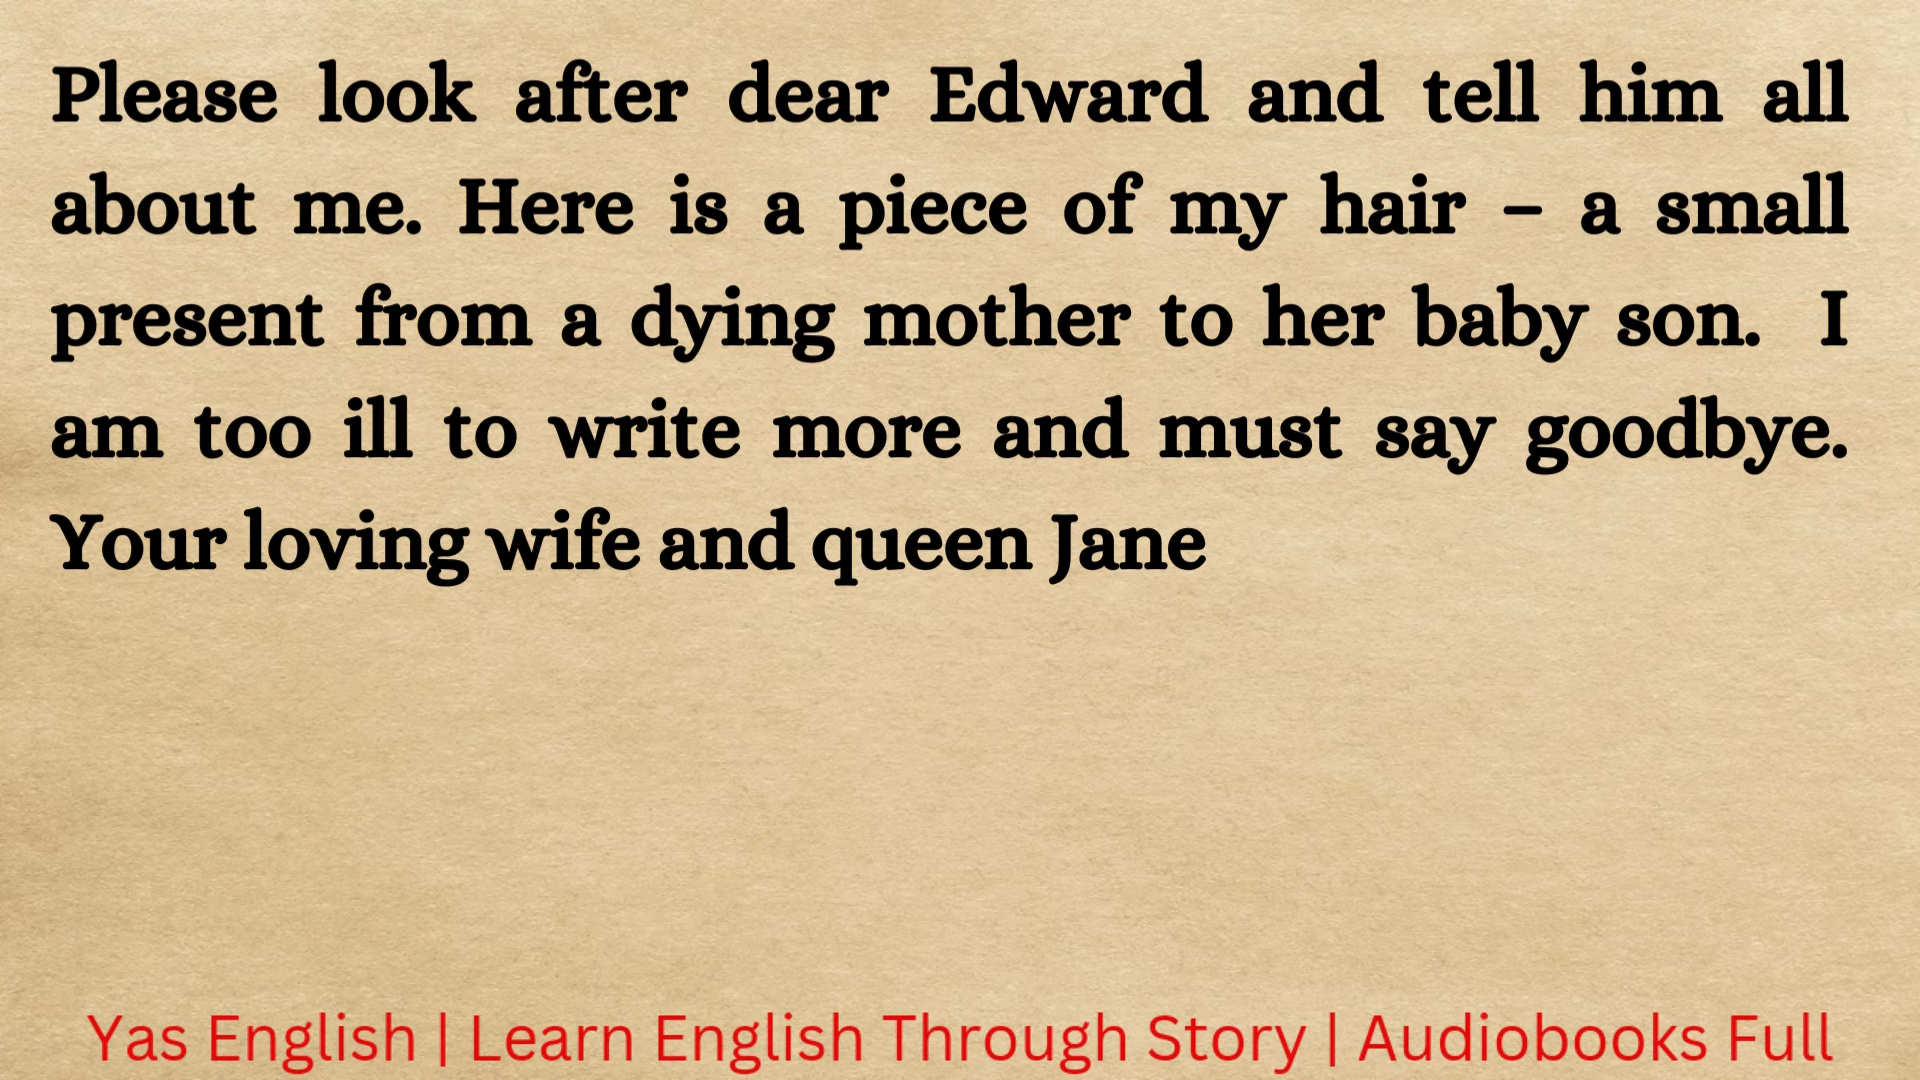 Please look after dear Edward and tell him all
about me. Here is a piece of my hair – a small
present from a dying mother to her baby son.  I
am too ill to write more and must say goodbye.
Your loving wife and queen Jane
Yas English | Learn English Through Story | Audiobooks Full